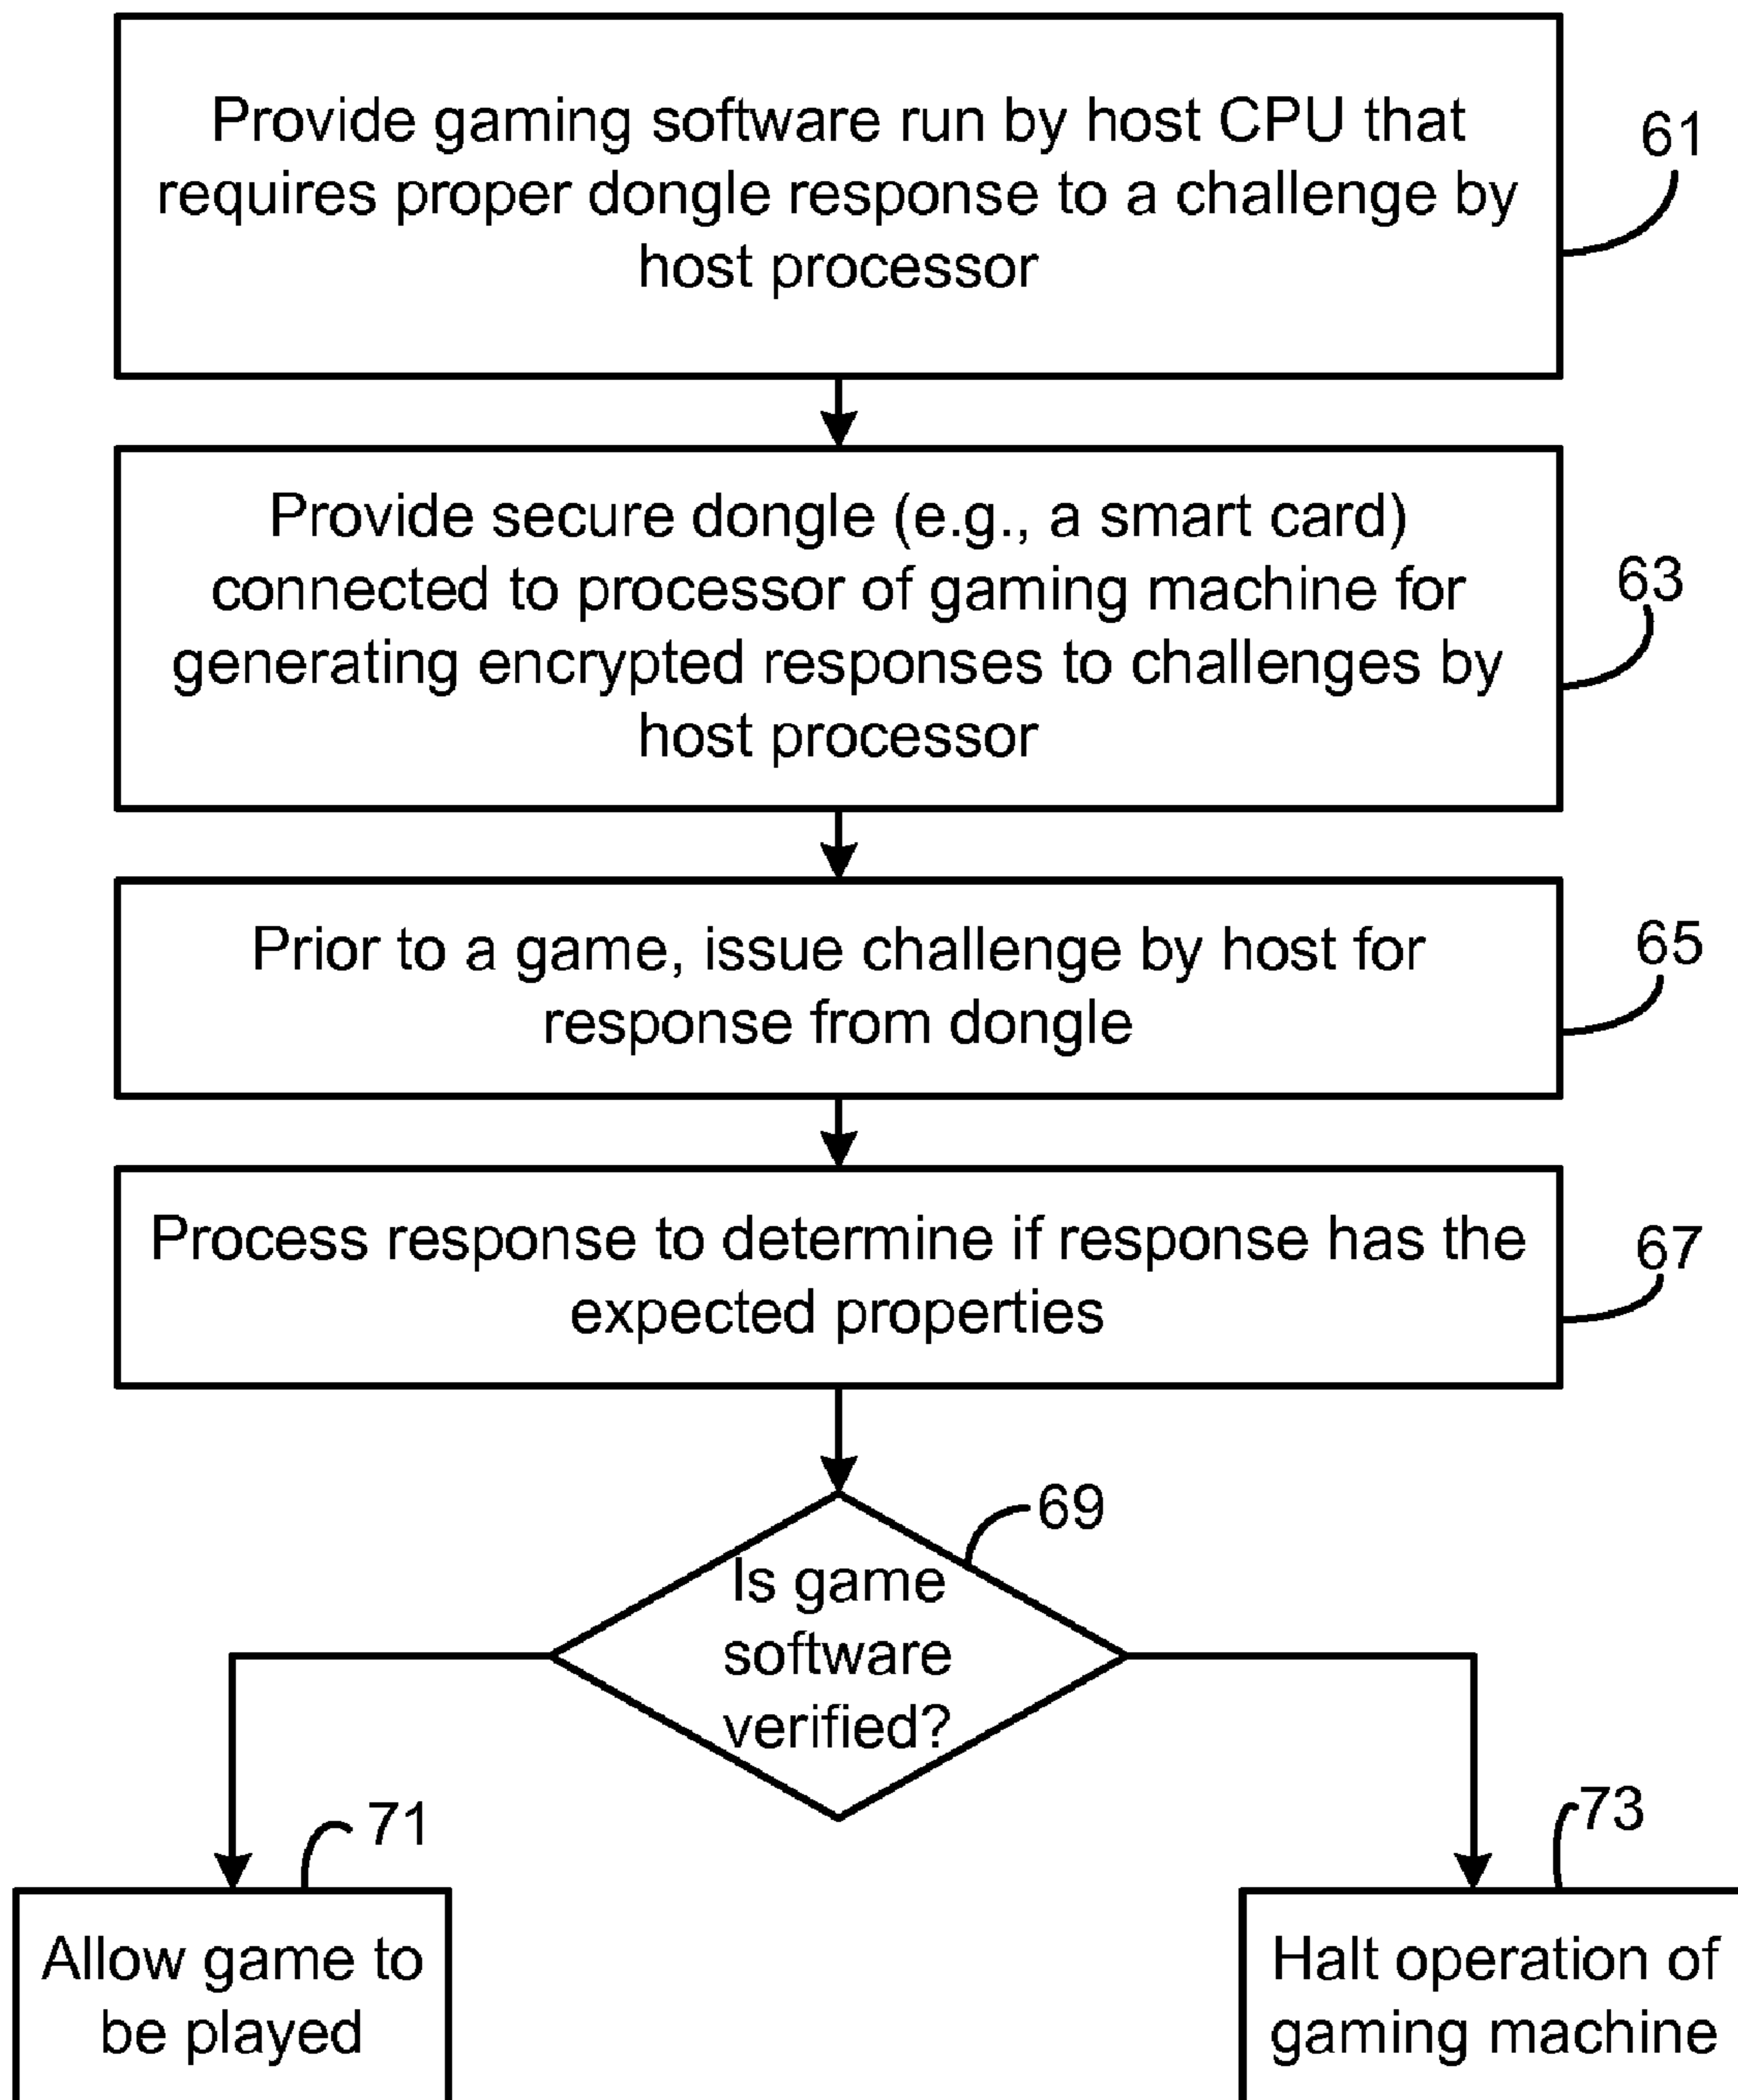 Provide gaming software run by host CPU that
requires proper dongle response to a challenge by
host processor
61
Provide secure dongle (e.g., a smart card)
connected to processor of gaming machine for
generating encrypted responses to challenges by
host processor
63
Prior to a game, issue challenge by host for
response from dongle
65
Process response to determine if response has the
expected properties
67
69
Is game
software
verified?
71
Allow game to
be played
73
Halt operation of
gaming machine